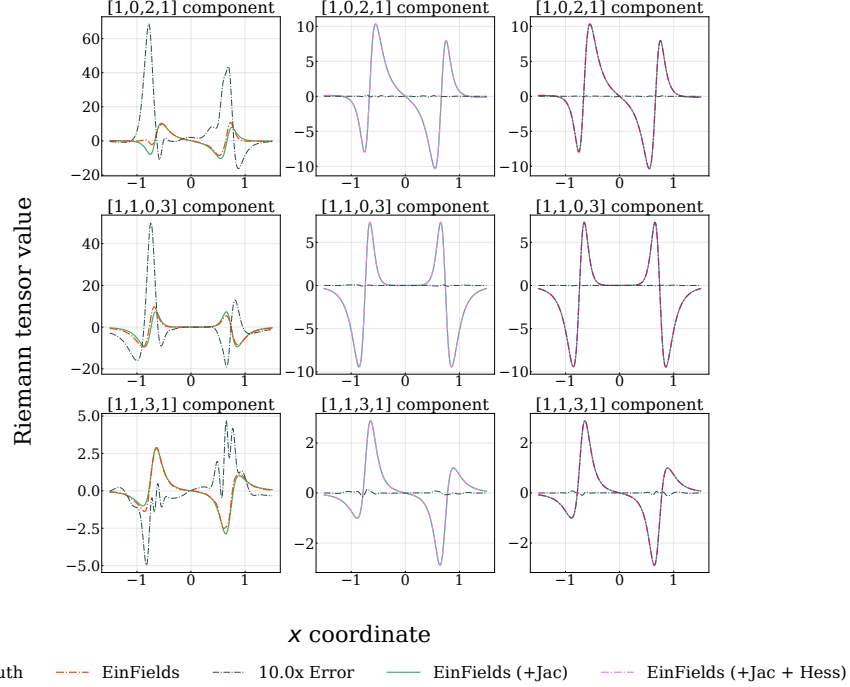 [1,0,2,1] component [1,0,2,1] component [1,0,2,1] component
60
40
20
0
−20
−1 1
10
5
0
−5
−10
−1 0 1
10
5
0
−5
−10
−1 0 1
[1,1,0,3] component [1,1,0,3] component [1,1,0,3] component
40
20
0
−20
−1 0 1
5
0
−5
−10
−1 0 1
5
0
−5
−10
−1 0 1
[1,1,3,1] component [1,1,3,1] component [1,1,3,1] component
5.0
2.5
0.0
−2.5
−5.0
−1 0 1
2
0
−2
−1 0 1
2
0
−2
−1 0 1
Riemann tensor value
x coordinate
EinFields 10.0x Error EinFields (+Jac) EinFields (+Jac + Hess)